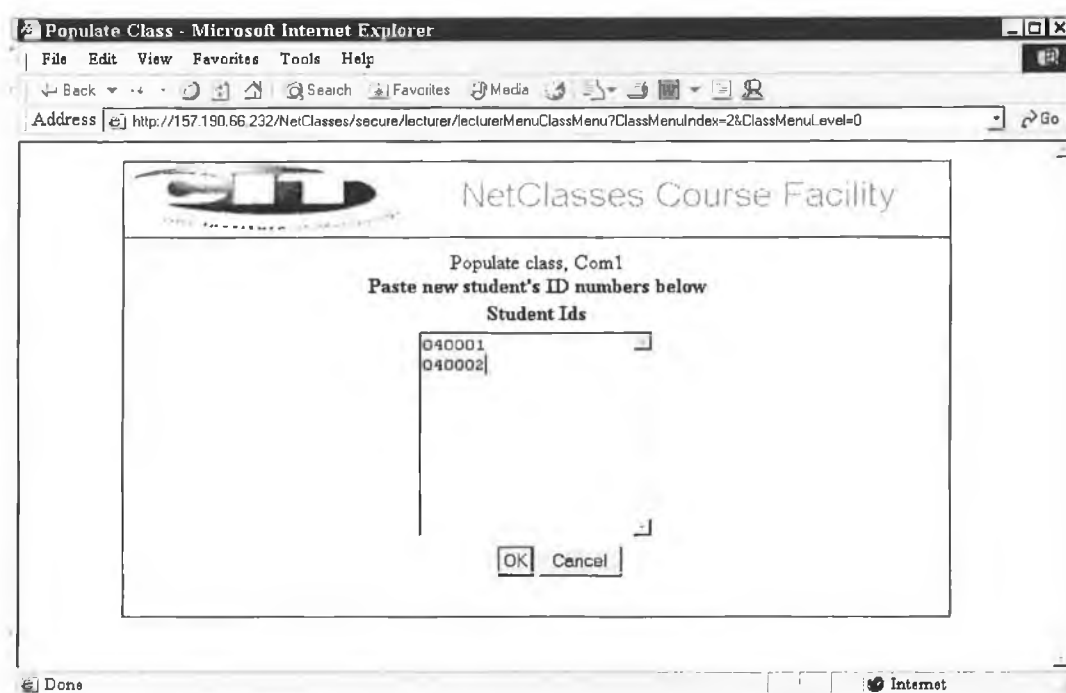 Populate Class - Microsoft Internet Explorer
File Edit View Favorites Tools Help
Back Search Favorites Media
Address http://157.190.66.232/NetClasses/secure/lecturer/lecturerMenuClassMenu?ClassMenuIndex=2&ClassMenuLevel=0 Go
NetClasses Course Facility
Populate class, Com1
Paste new student's ID numbers below
Student Ids
040001
040002
OK Cancel
Done Internet